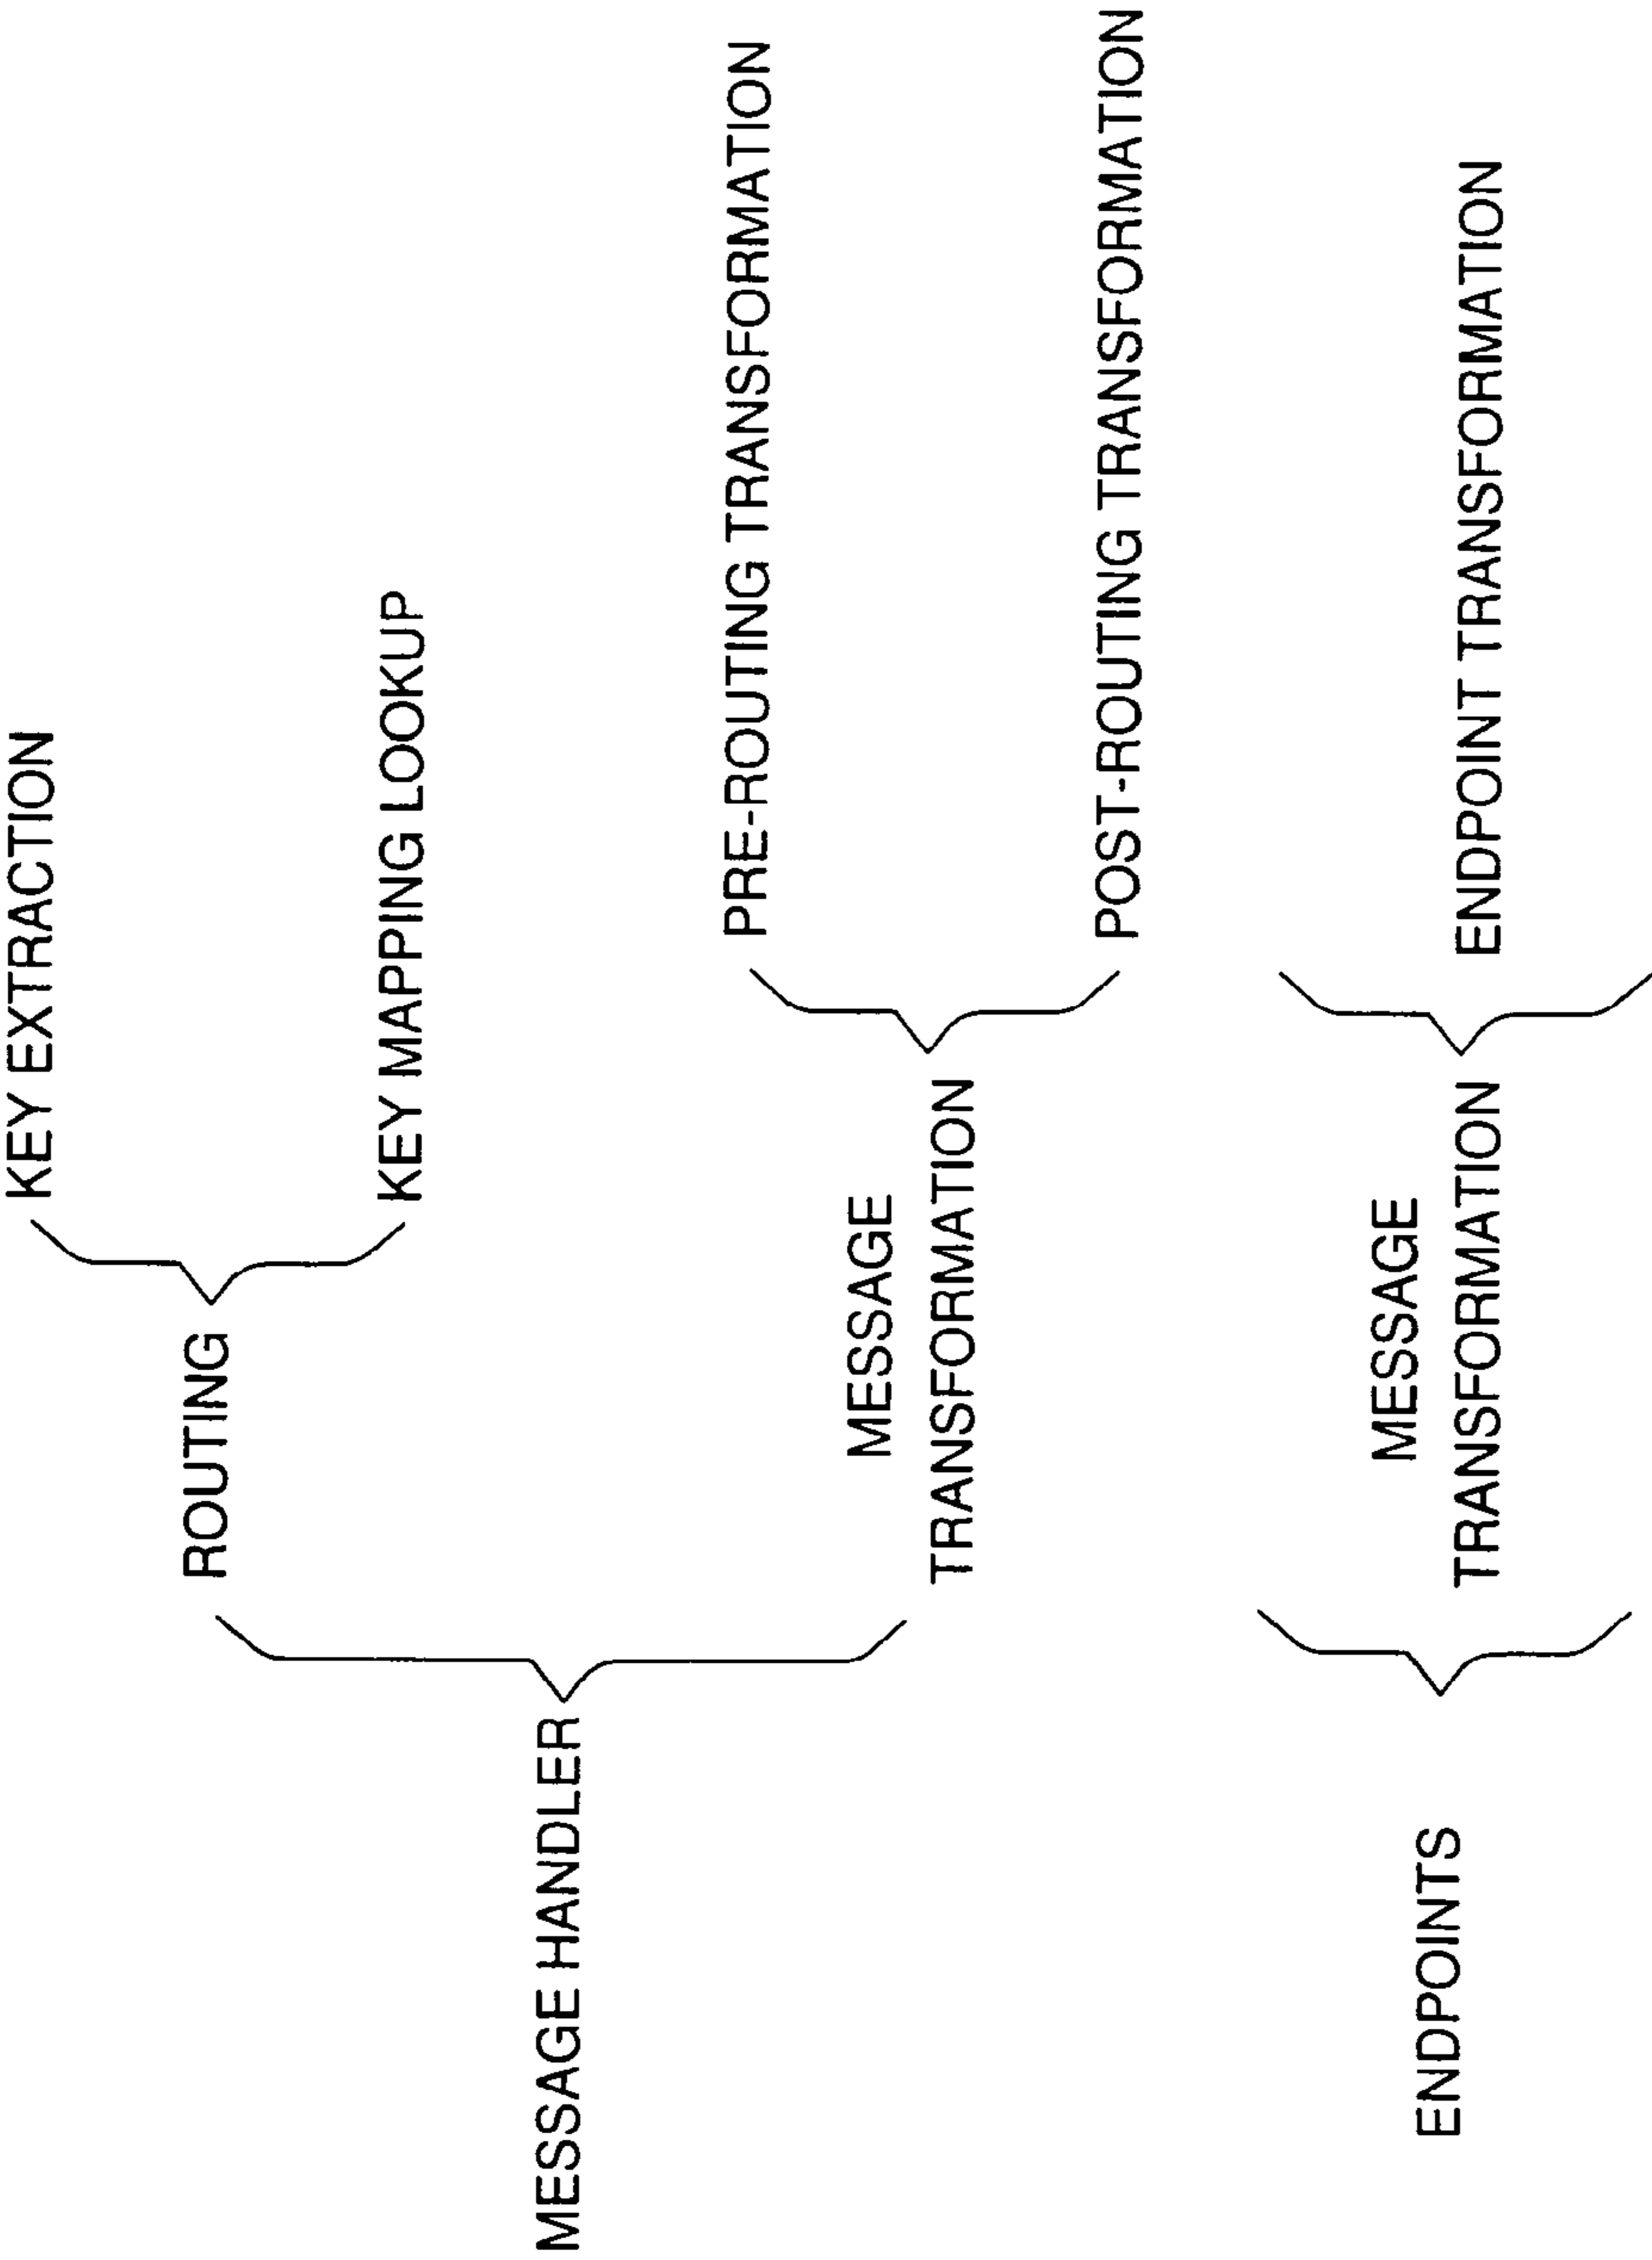 KEY EXTRACTION
ROUTING
KEY MAPPING LOOKUP
MESSAGE HANDLER
PRE-ROUTING TRANSFORMATION
MESSAGE
TRANSFORMATION
POST-ROUTING TRANSFORMATION
MESSAGE
ENDPOINTS
TRANSFORMATION
ENDPOINT TRANSFORMATION